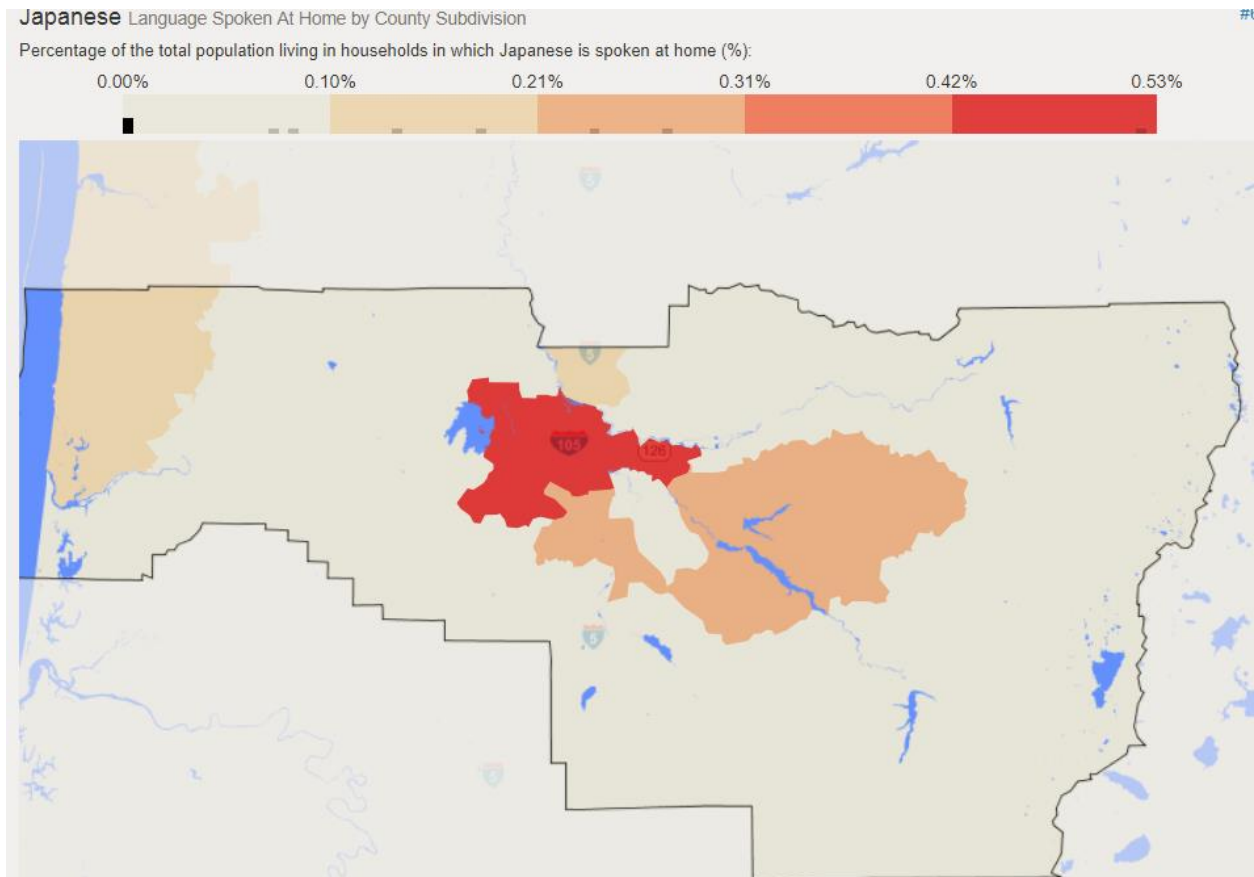 Japanese Language Spoken At Home by County Subdivision
Percentage of the total population living in households in which Japanese is spoken at home (%):
0.00% 0.10% 0.21% 0.31% 0.42% 0.53%
5
5
105
126
5
5